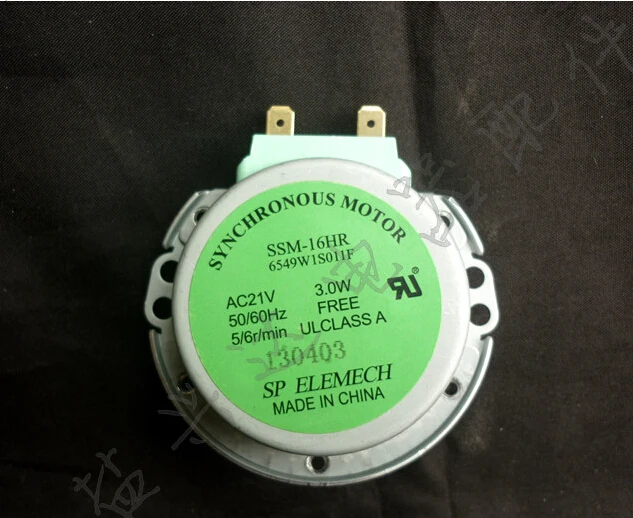 SYNCHRONOUS MOTOR
SSM-16HR
6549W1S011F
AC21V 3.0W
50/60Hz FREE
5/6r/min ULCLASS A
130403
SP ELEMECH
MADE IN CHINA